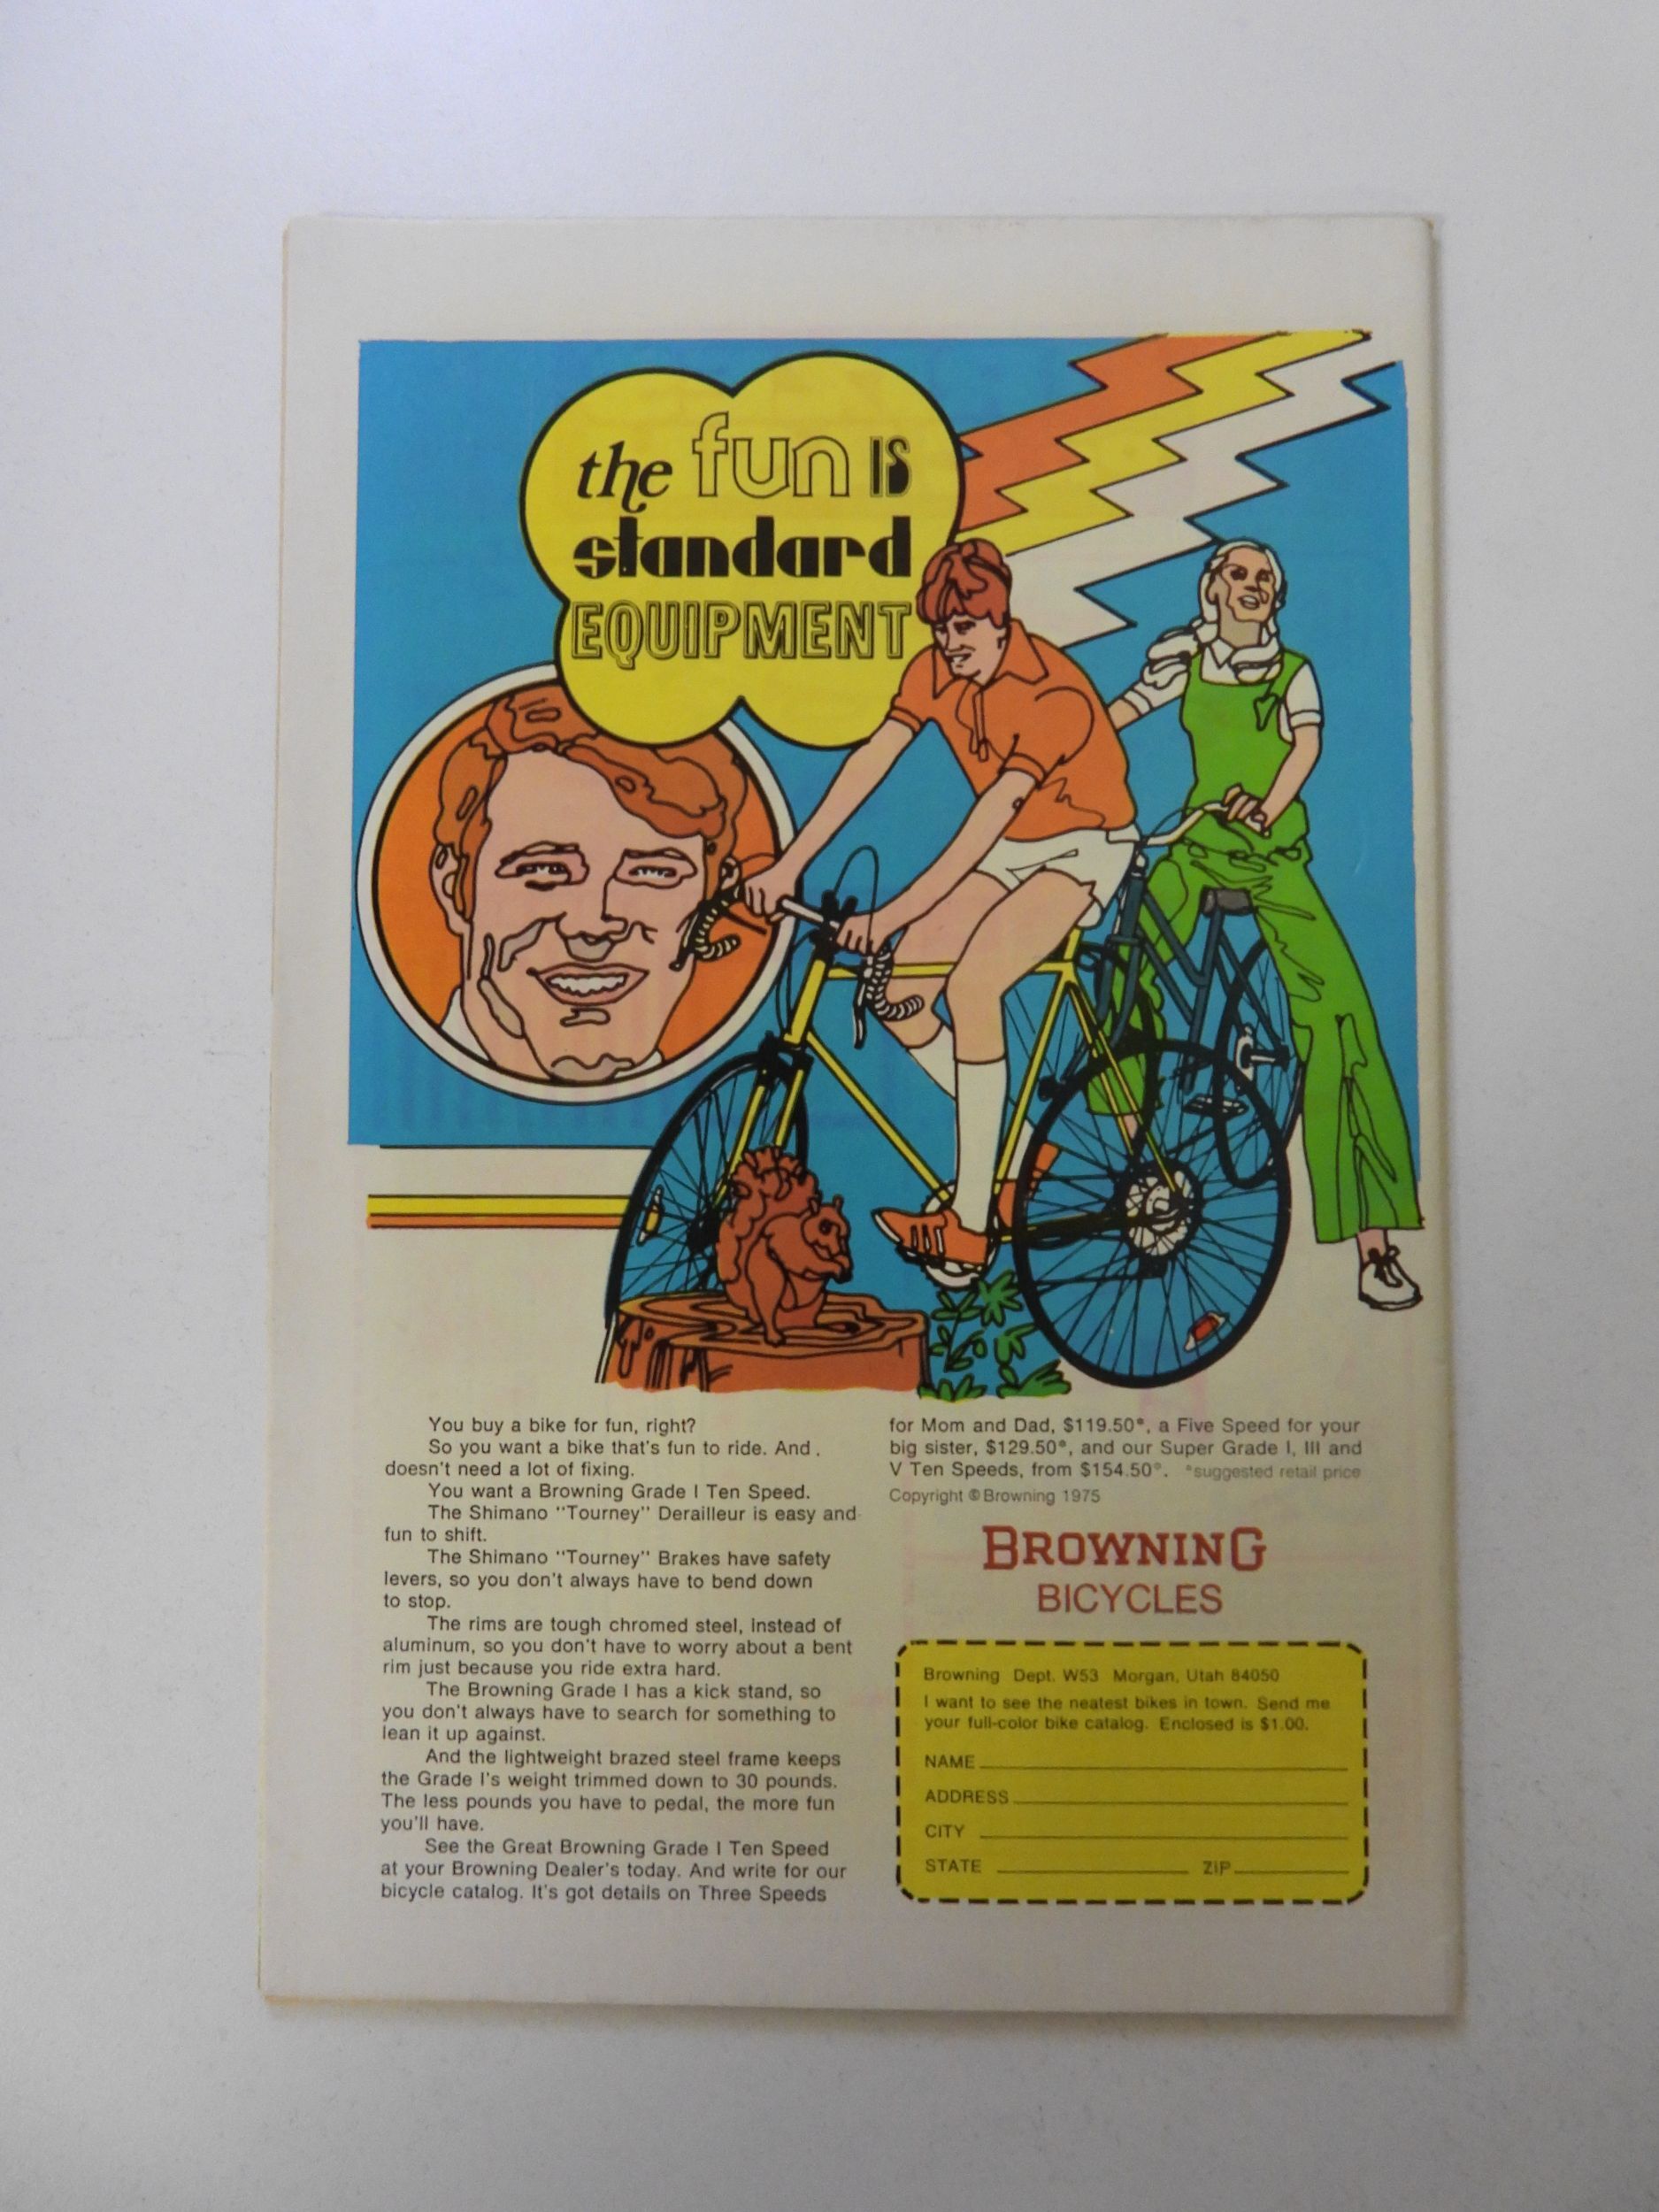 the fun IS
standard
EQUIPMENT
You buy a bike for fun, right?
So you want a bike that's fun to ride. And
doesn't need a lot of fixing.
You want a Browning Grade I Ten Speed.
The Shimano "Tourney" Derailleur is easy and
fun to shift.
The Shimano "Tourney" Brakes have safety
levers, so you don't always have to bend down
to stop.
The rims are tough chromed steel, instead of
aluminum, so you don't have to worry about a bent
rim just because you ride extra hard.
The Browning Grade I has a kick stand, so
you don't always have to search for something to
lean it up against.
And the lightweight brazed steel frame keeps
the Grade I's weight trimmed down to 30 pounds.
The less pounds you have to pedal, the more fun
you'll have.
See the Great Browning Grade I Ten Speed
at your Browning Dealer's today. And write for our
bicycle catalog. It's got details on Three Speeds
for Mom and Dad, $119.50*, a Five Speed for your
big sister, $129.50*, and our Super Grade I, III and
V Ten Speeds, from $154.50*. *suggested retail price
Copyright © Browning 1975
BROWNING
BICYCLES
Browning Dept. W53 Morgan, Utah 84050
I want to see the neatest bikes in town. Send me
your full-color bike catalog. Enclosed is $1.00.
NAME
ADDRESS
CITY
STATE ZIP